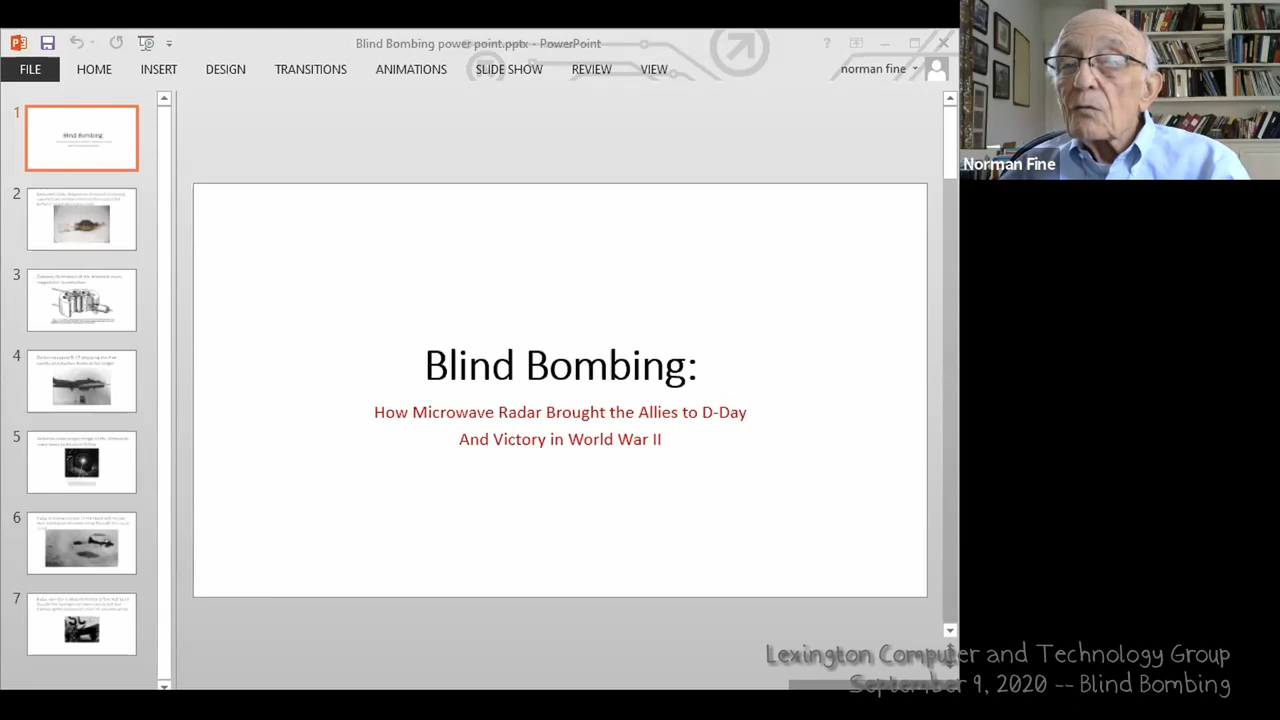 Blind Bombing power point.pptx - PowerPoint
FILE HOME INSERT DESIGN TRANSITIONS ANIMATIONS SLIDE SHOW REVIEW VIEW norman fine
1
Blind Bombing:
2
3
4
5
6
7
Blind Bombing:
How Microwave Radar Brought the Allies to D-Day
And Victory in World War II
Norman Fine
Lexington Computer and Technology Group
September 9, 2020 -- Blind Bombing